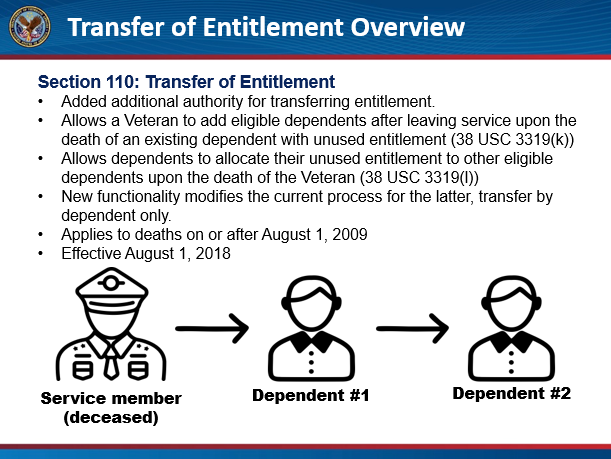 Transfer of Entitlement Overview
Section 110: Transfer of Entitlement
• Added additional authority for transferring entitlement.
• Allows a Veteran to add eligible dependents after leaving service upon the
death of an existing dependent with unused entitlement (38 USC 3319(k))
• Allows dependents to allocate their unused entitlement to other eligible
dependents upon the death of the Veteran (38 USC 3319(l))
• New functionality modifies the current process for the latter, transfer by
dependent only.
• Applies to deaths on or after August 1, 2009
• Effective August 1, 2018
Service member
(deceased)
Dependent #1
Dependent #2